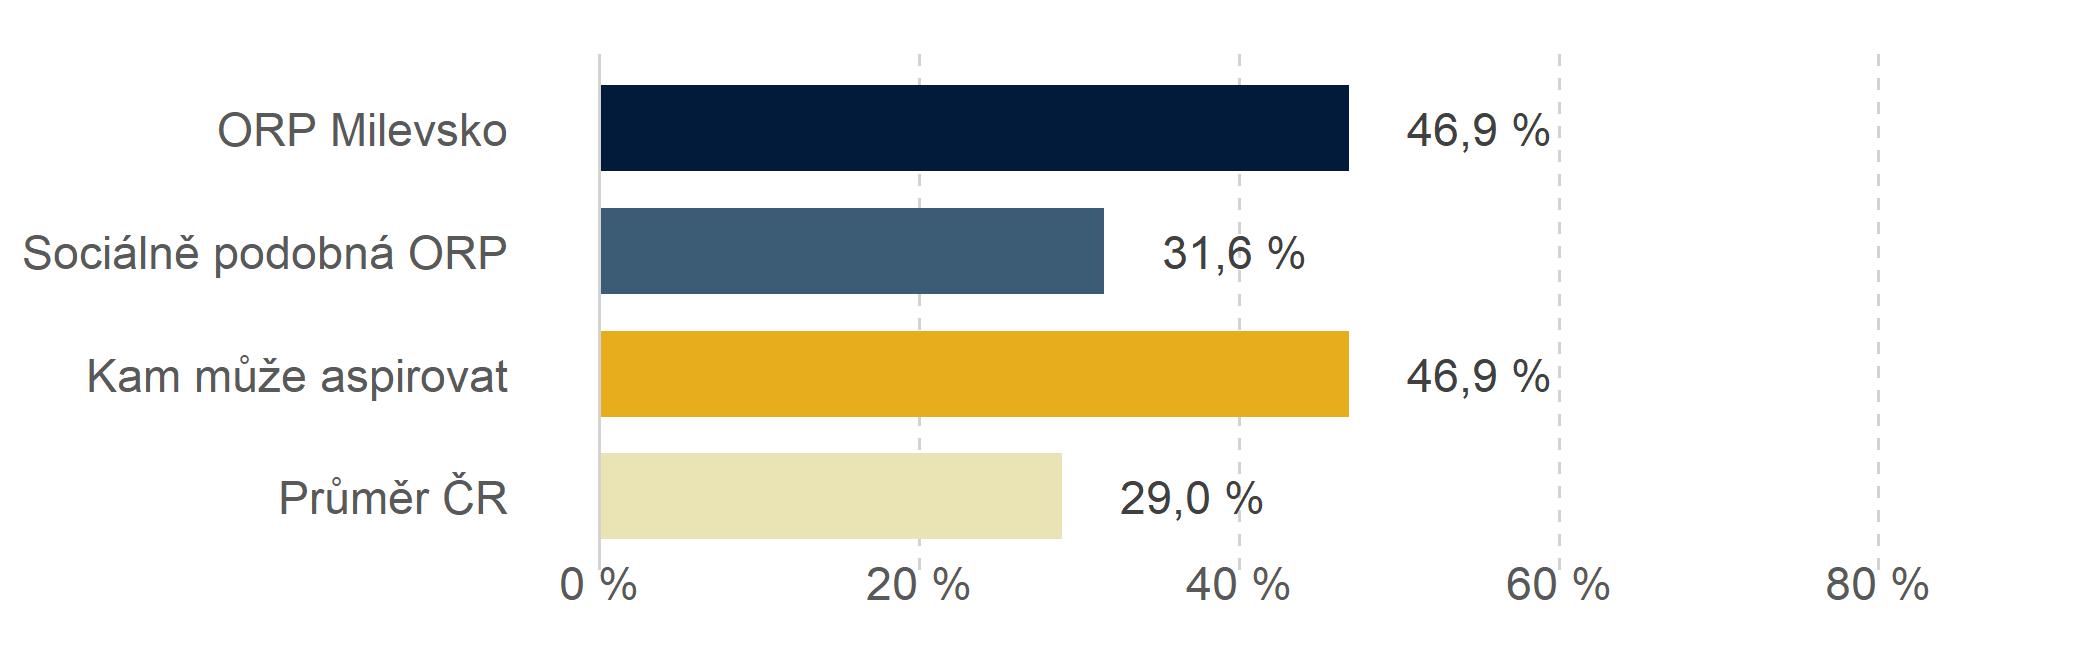 ORP Milevsko 46,9 %
Sociálně podobná ORP 31,6 %
Kam může aspirovat 46,9 %
Průměr ČR 29,0 %
0 % 20 % 40 % 60 % 80 %